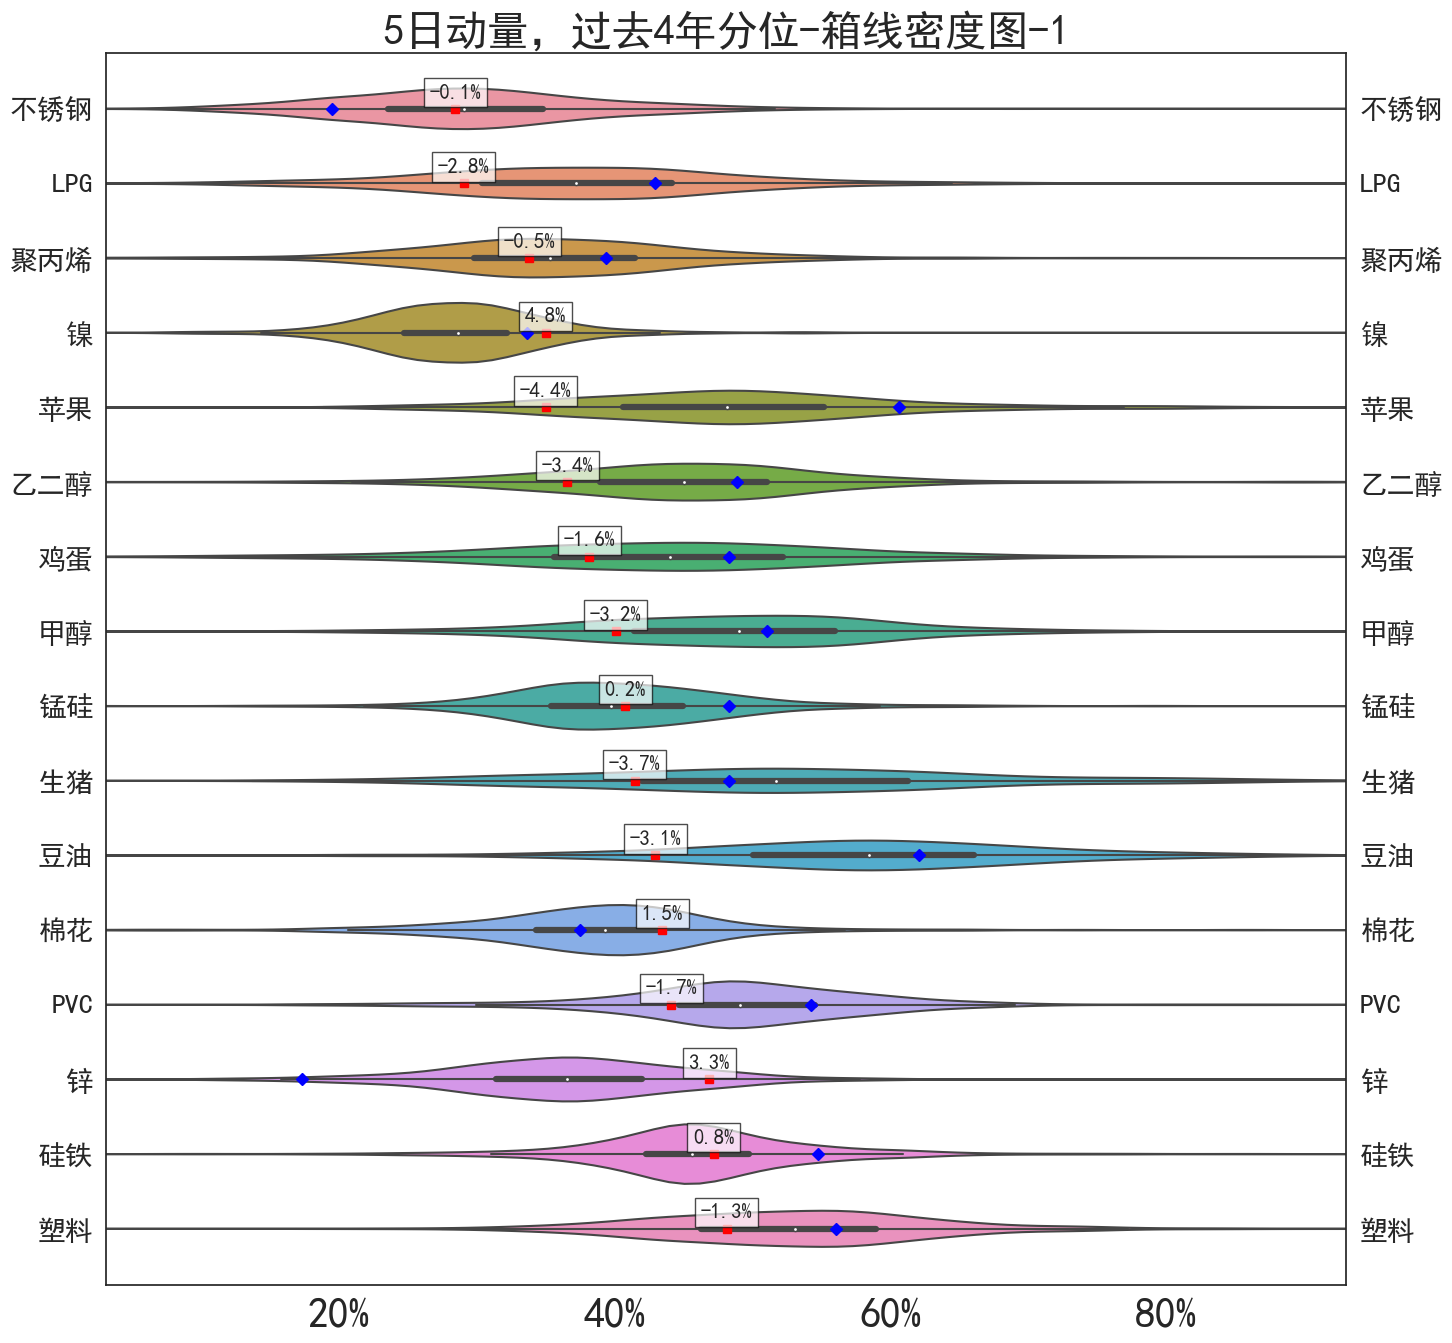 5日动量，过去4年分位-箱线密度图-1
不锈钢 -0.1% 不锈钢
LPG -2.8% LPG
聚丙烯 -0.5% 聚丙烯
镍 4.8% 镍
苹果 -4.4% 苹果
乙二醇 -3.4% 乙二醇
鸡蛋 -1.6% 鸡蛋
甲醇 -3.2% 甲醇
锰硅 0.2% 锰硅
生猪 -3.7% 生猪
豆油 -3.1% 豆油
棉花 1.5% 棉花
PVC -1.7% PVC
锌 3.3% 锌
硅铁 0.8% 硅铁
塑料 -1.3% 塑料
20% 40% 60% 80%